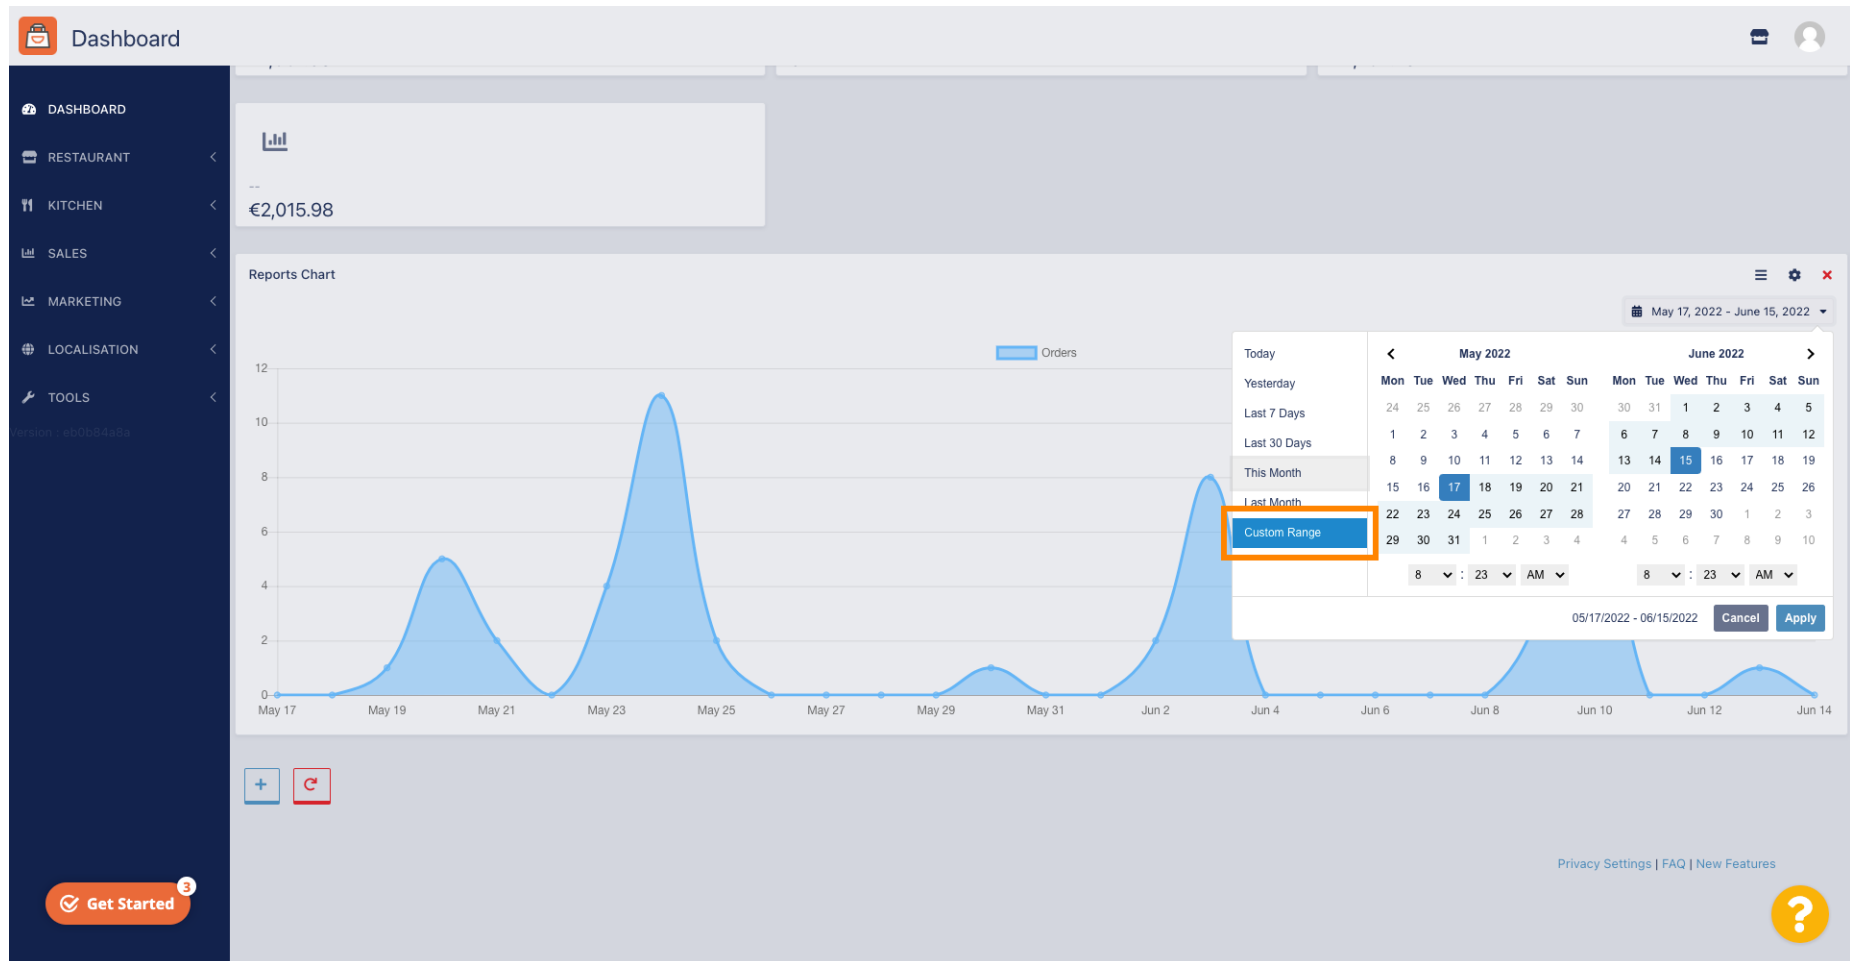 Dashboard
DASHBOARD
RESTAURANT
KITCHEN
SALES
MARKETING
LOCALISATION
TOOLS
Version : eb0b84a8a
--
€2,015.98
Reports Chart
May 17, 2022 - June 15, 2022
Orders
12
10
8
6
4
2
0
May 17 May 19 May 21 May 23 May 25 May 27 May 29 May 31 Jun 2 Jun 4 Jun 6 Jun 8 Jun 10 Jun 12 Jun 14
Today
Yesterday
Last 7 Days
Last 30 Days
This Month
Last Month
Custom Range
May 2022
Mon Tue Wed Thu Fri Sat Sun
24 25 26 27 28 29 30
1 2 3 4 5 6 7
8 9 10 11 12 13 14
15 16 17 18 19 20 21
22 23 24 25 26 27 28
29 30 31 1 2 3 4
8 : 23 AM
June 2022
Mon Tue Wed Thu Fri Sat Sun
30 31 1 2 3 4 5
6 7 8 9 10 11 12
13 14 15 16 17 18 19
20 21 22 23 24 25 26
27 28 29 30 1 2 3
4 5 6 7 8 9 10
8 : 23 AM
05/17/2022 - 06/15/2022 Cancel Apply
Privacy Settings | FAQ | New Features
Get Started 3
?